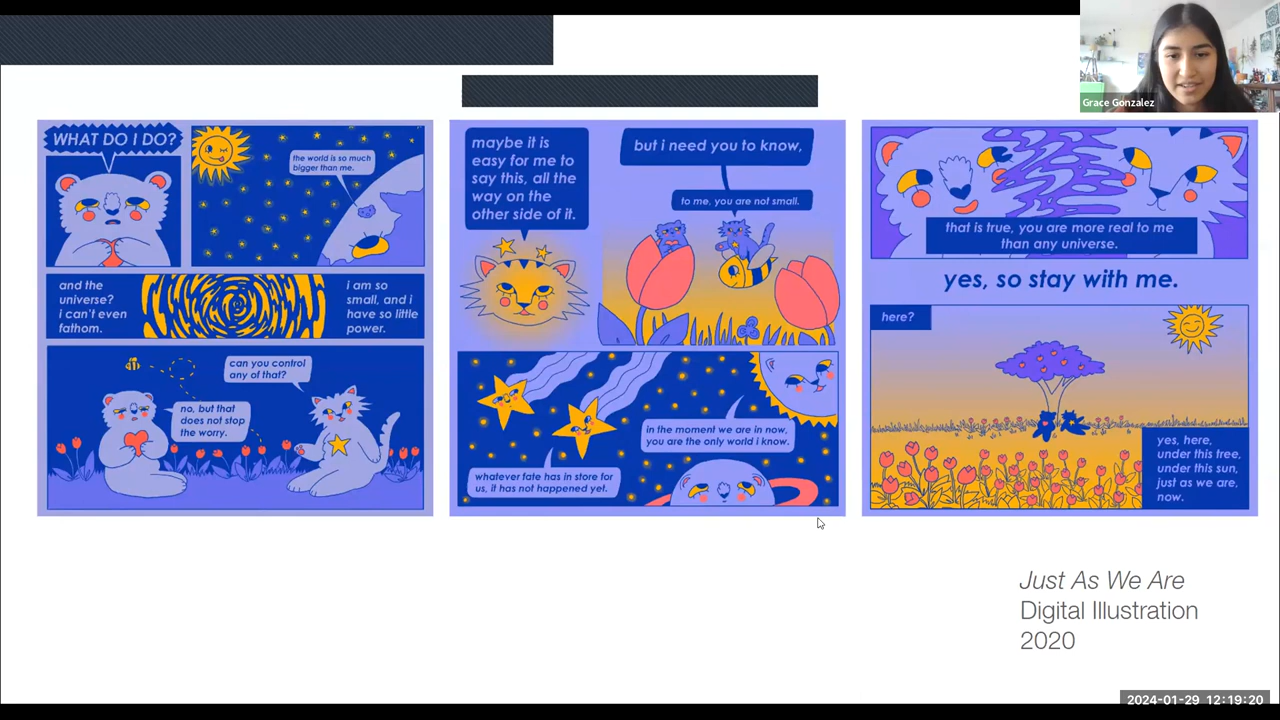 Grace Gonzalez
WHAT DO I DO?
the world is so much
bigger than me.
and the
universe?
i can't even
fathom.
i am so
small, and i
have so little
power.
can you control
any of that?
no, but that
does not stop
the worry.
maybe it is
easy for me to
say this, all the
way on the
other side of it.
but i need you to know,
to me, you are not small.
in the moment we are in now,
you are the only world i know.
whatever fate has in store for
us, it has not happened yet.
that is true, you are more real to me
than any universe.
yes, so stay with me.
here?
yes, here,
under this tree,
under this sun,
just as we are,
now.
Just As We Are
Digital Illustration
2020
2024-01-29 12:19:20